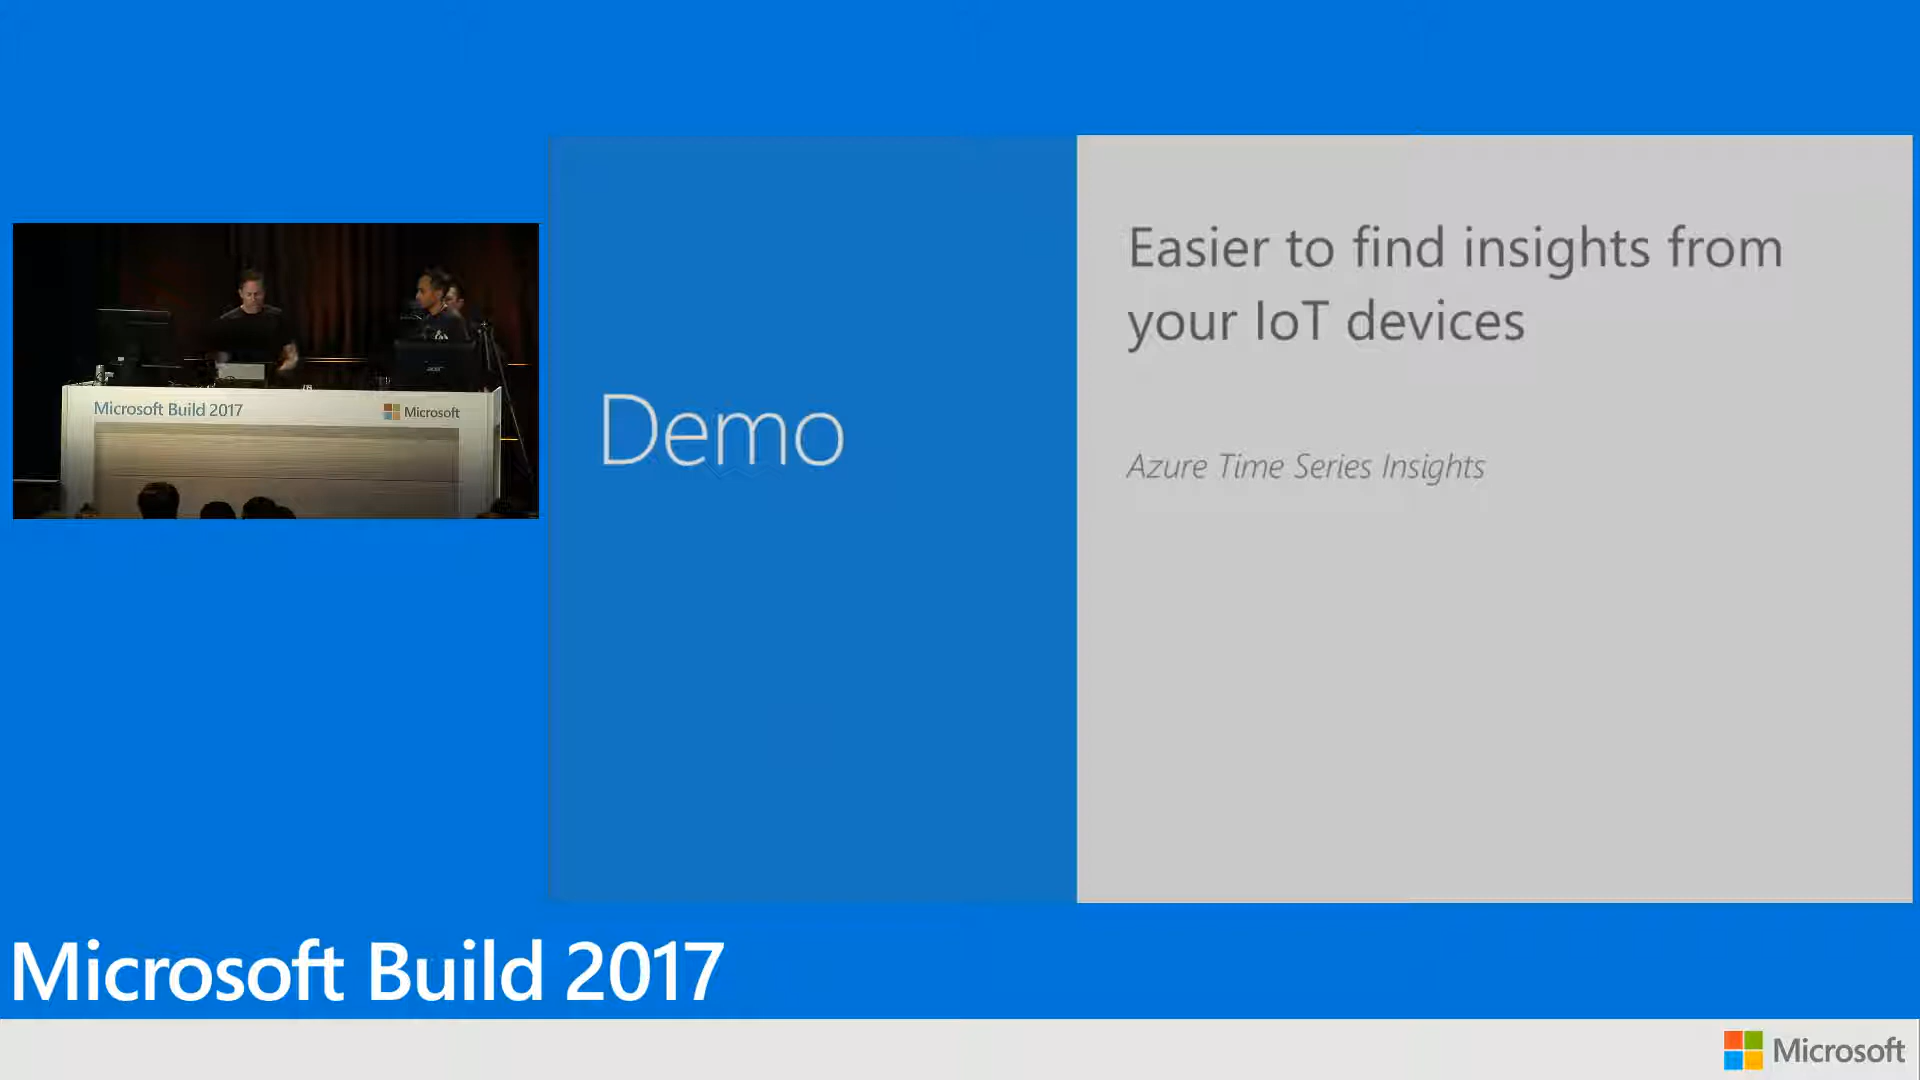 Easier to find insights from
your IoT devices
Demo
Azure Time Series Insights
Microsoft Build 2017
Microsoft
acer
Microsoft Build 2017
Microsoft